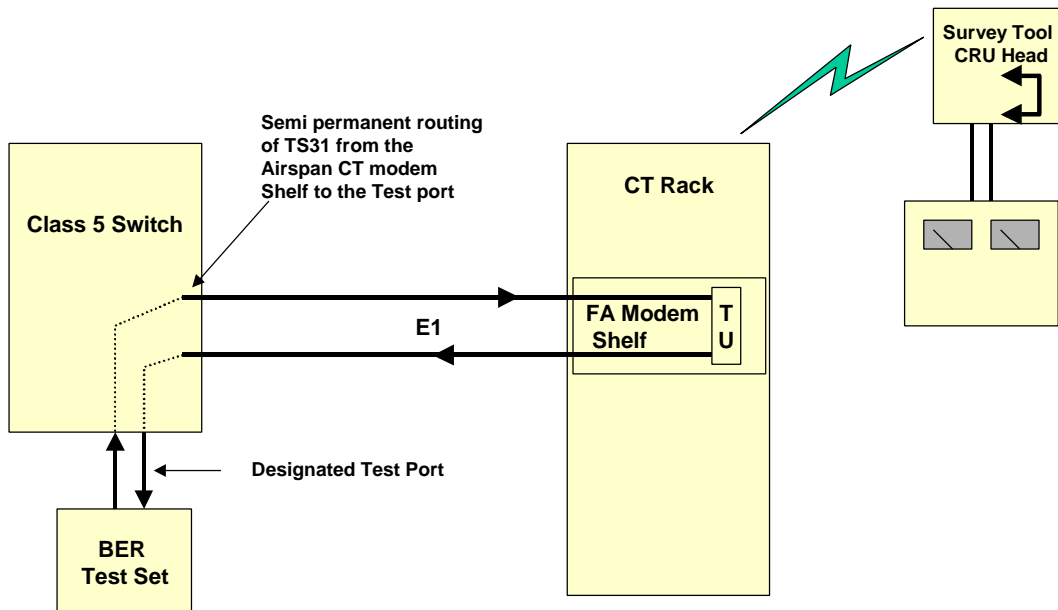 Survey Tool
CRU Head
Semi permanent routing
of TS31 from the
Airspan CT modem
Shelf to the Test port
Class 5 Switch
CT Rack
E1
FA Modem
Shelf
T
U
Designated Test Port
BER
Test Set